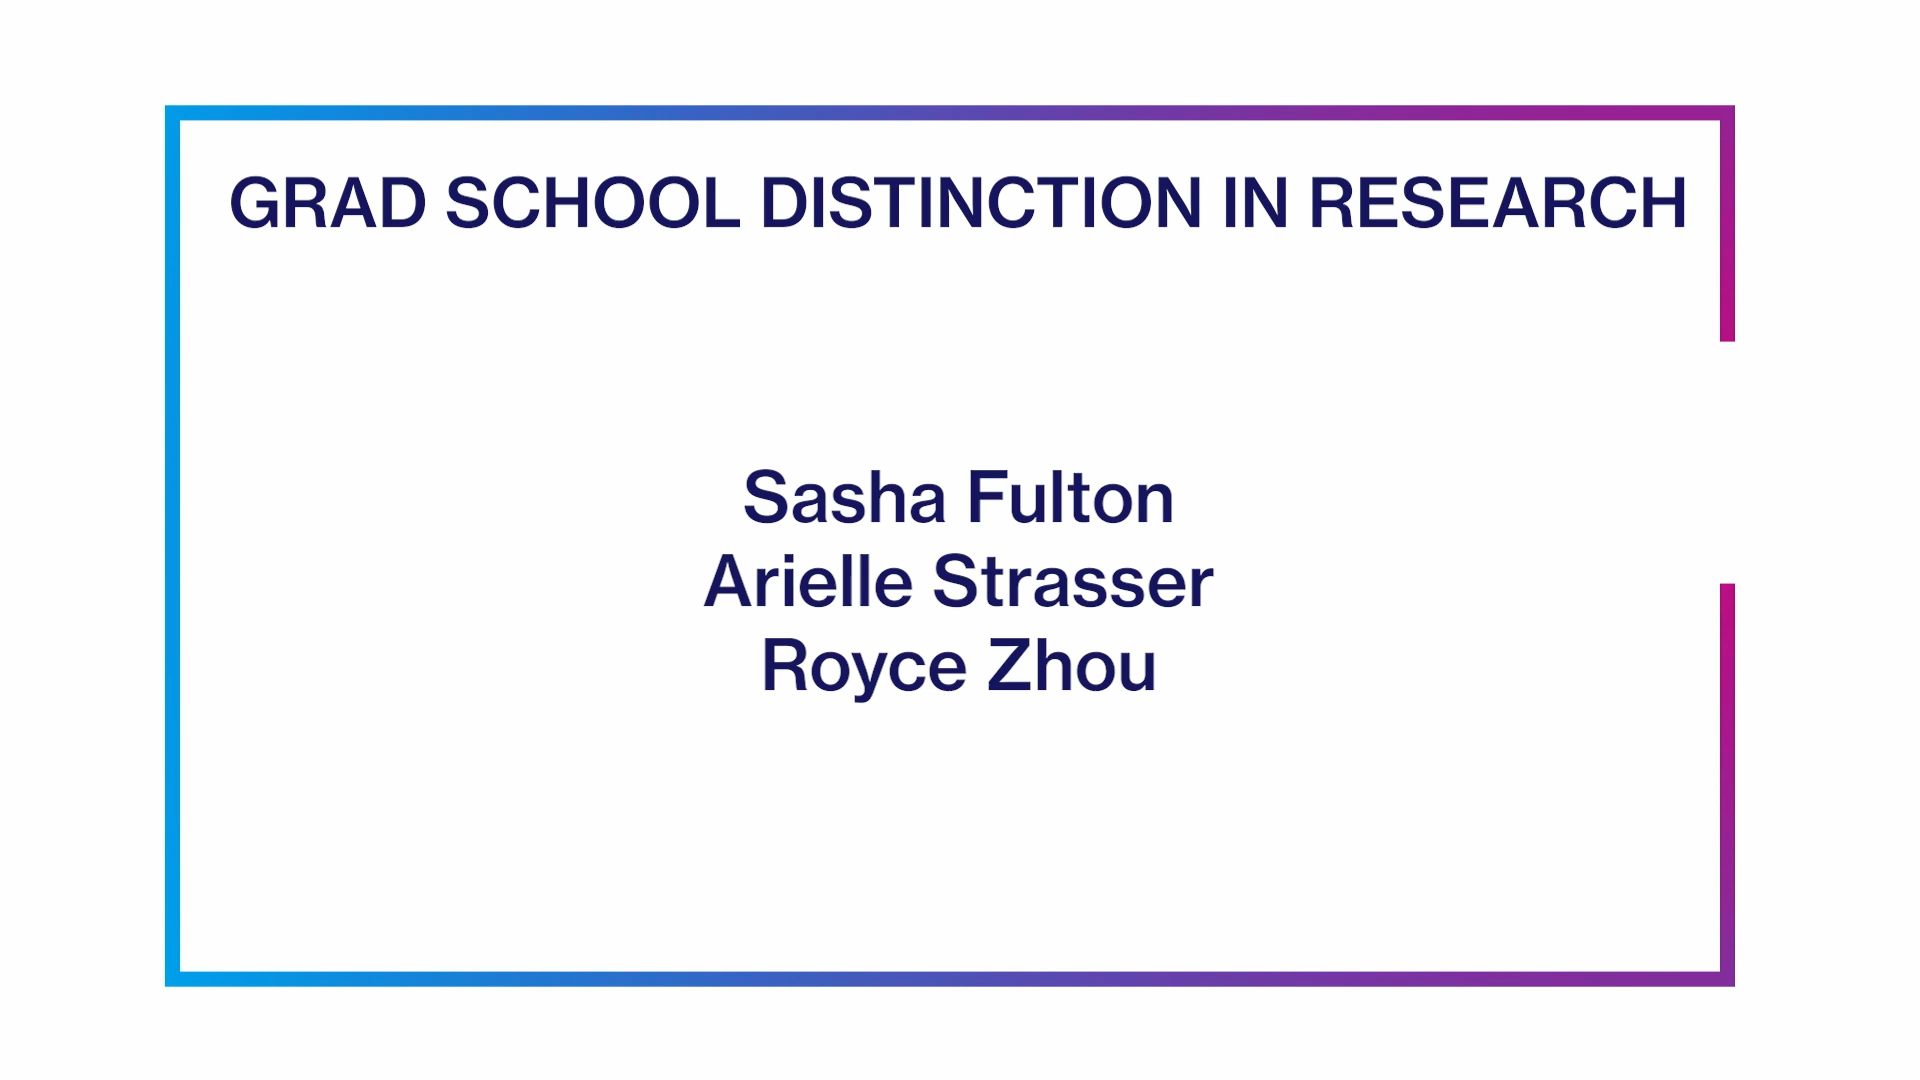 GRAD SCHOOL DISTINCTION IN RESEARCH
Sasha Fulton
Arielle Strasser
Royce Zhou